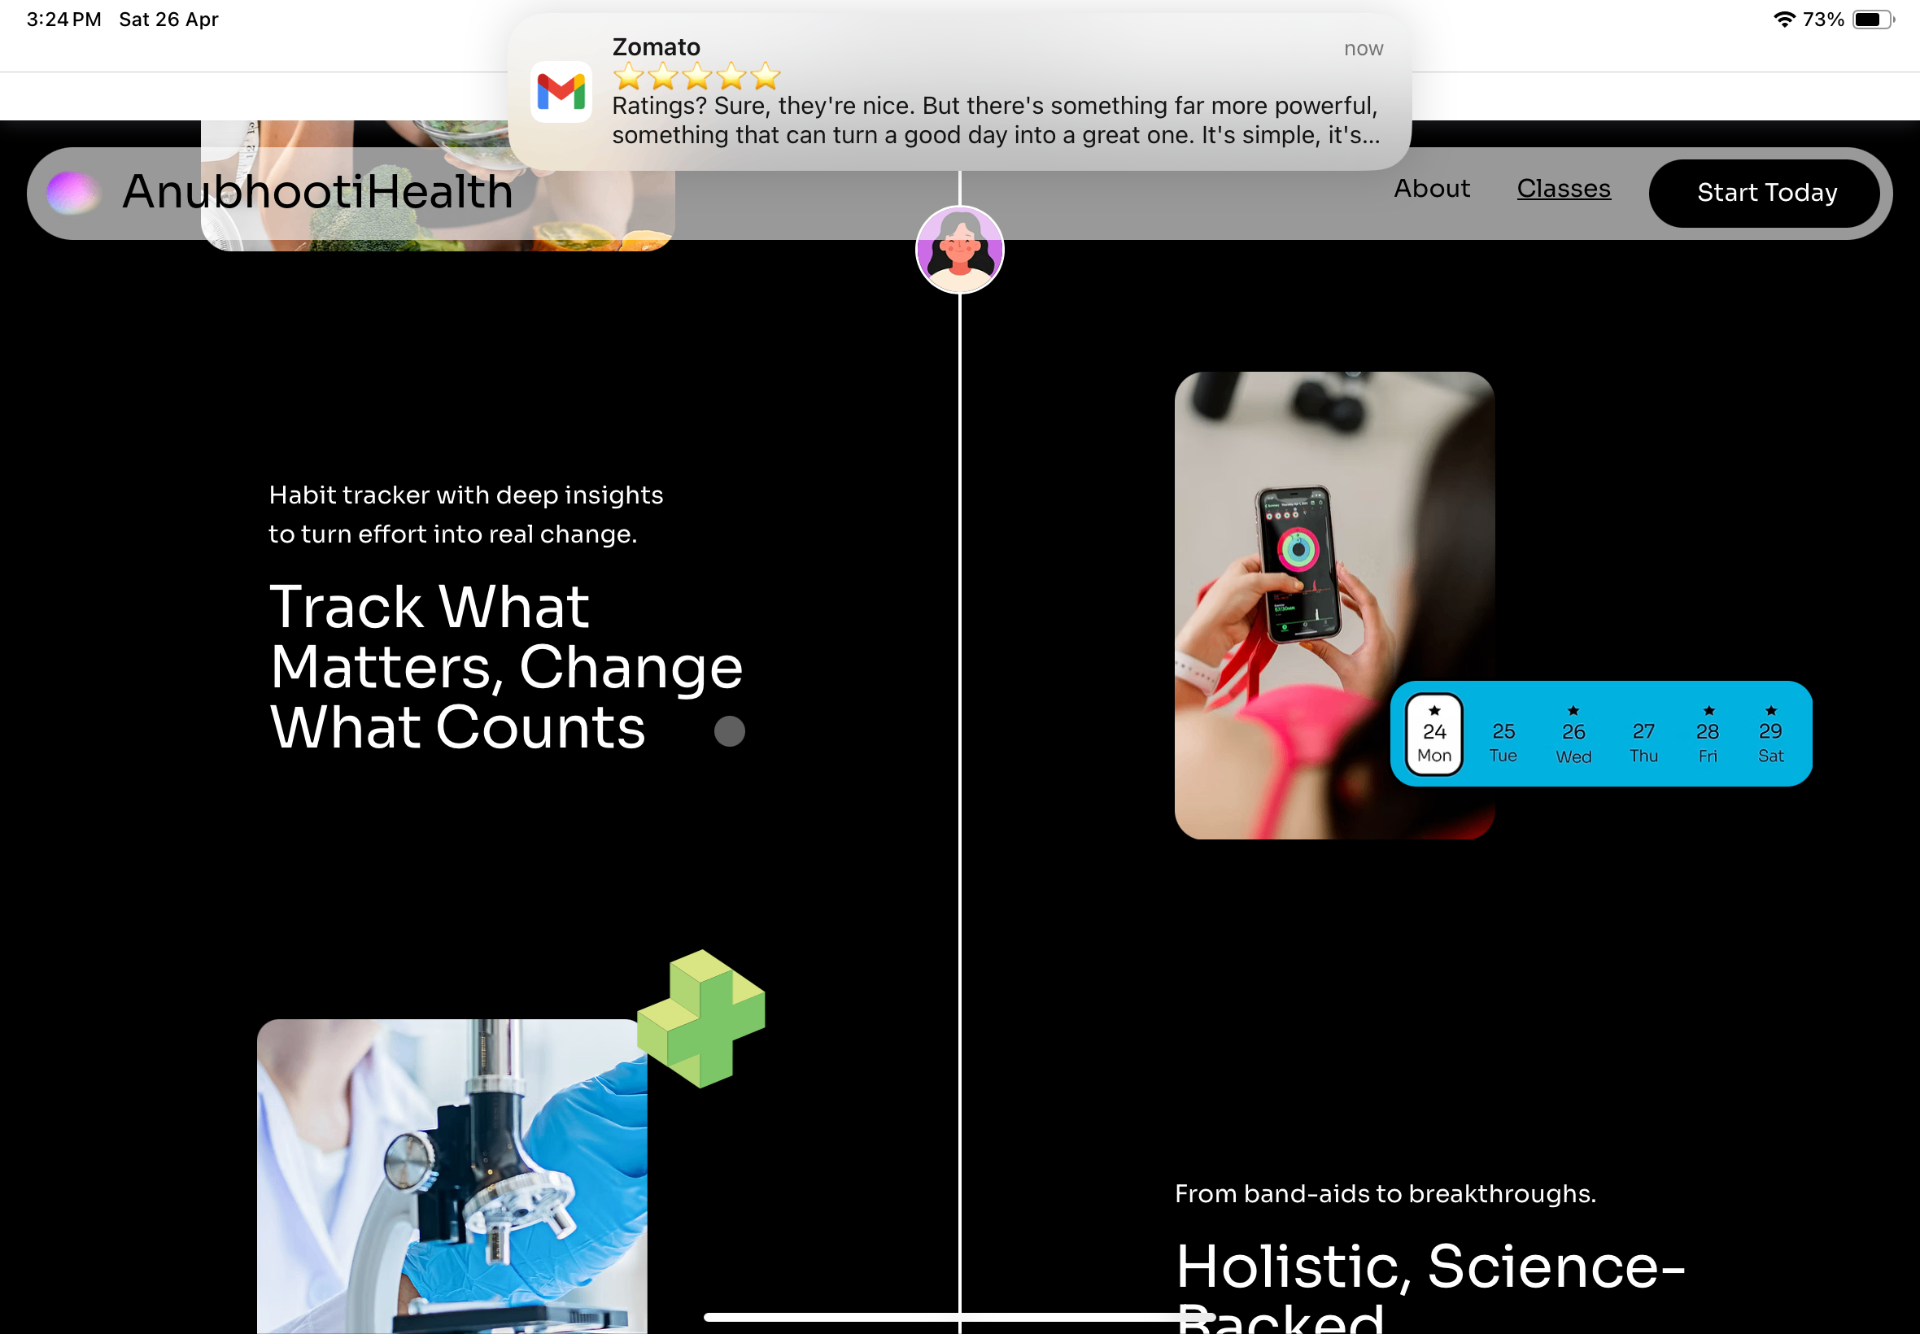 3:24 PM Sat 26 Apr
73%
Zomato
now
⭐⭐⭐⭐⭐
Ratings? Sure, they're nice. But there's something far more powerful,
something that can turn a good day into a great one. It's simple, it's...
AnubhootiHealth
About
Classes
Start Today
Habit tracker with deep insights
to turn effort into real change.
Track What
Matters, Change
What Counts
24 25 26 27 28 29
Mon Tue Wed Thu Fri Sat
From band-aids to breakthroughs.
Holistic, Science-
Backed